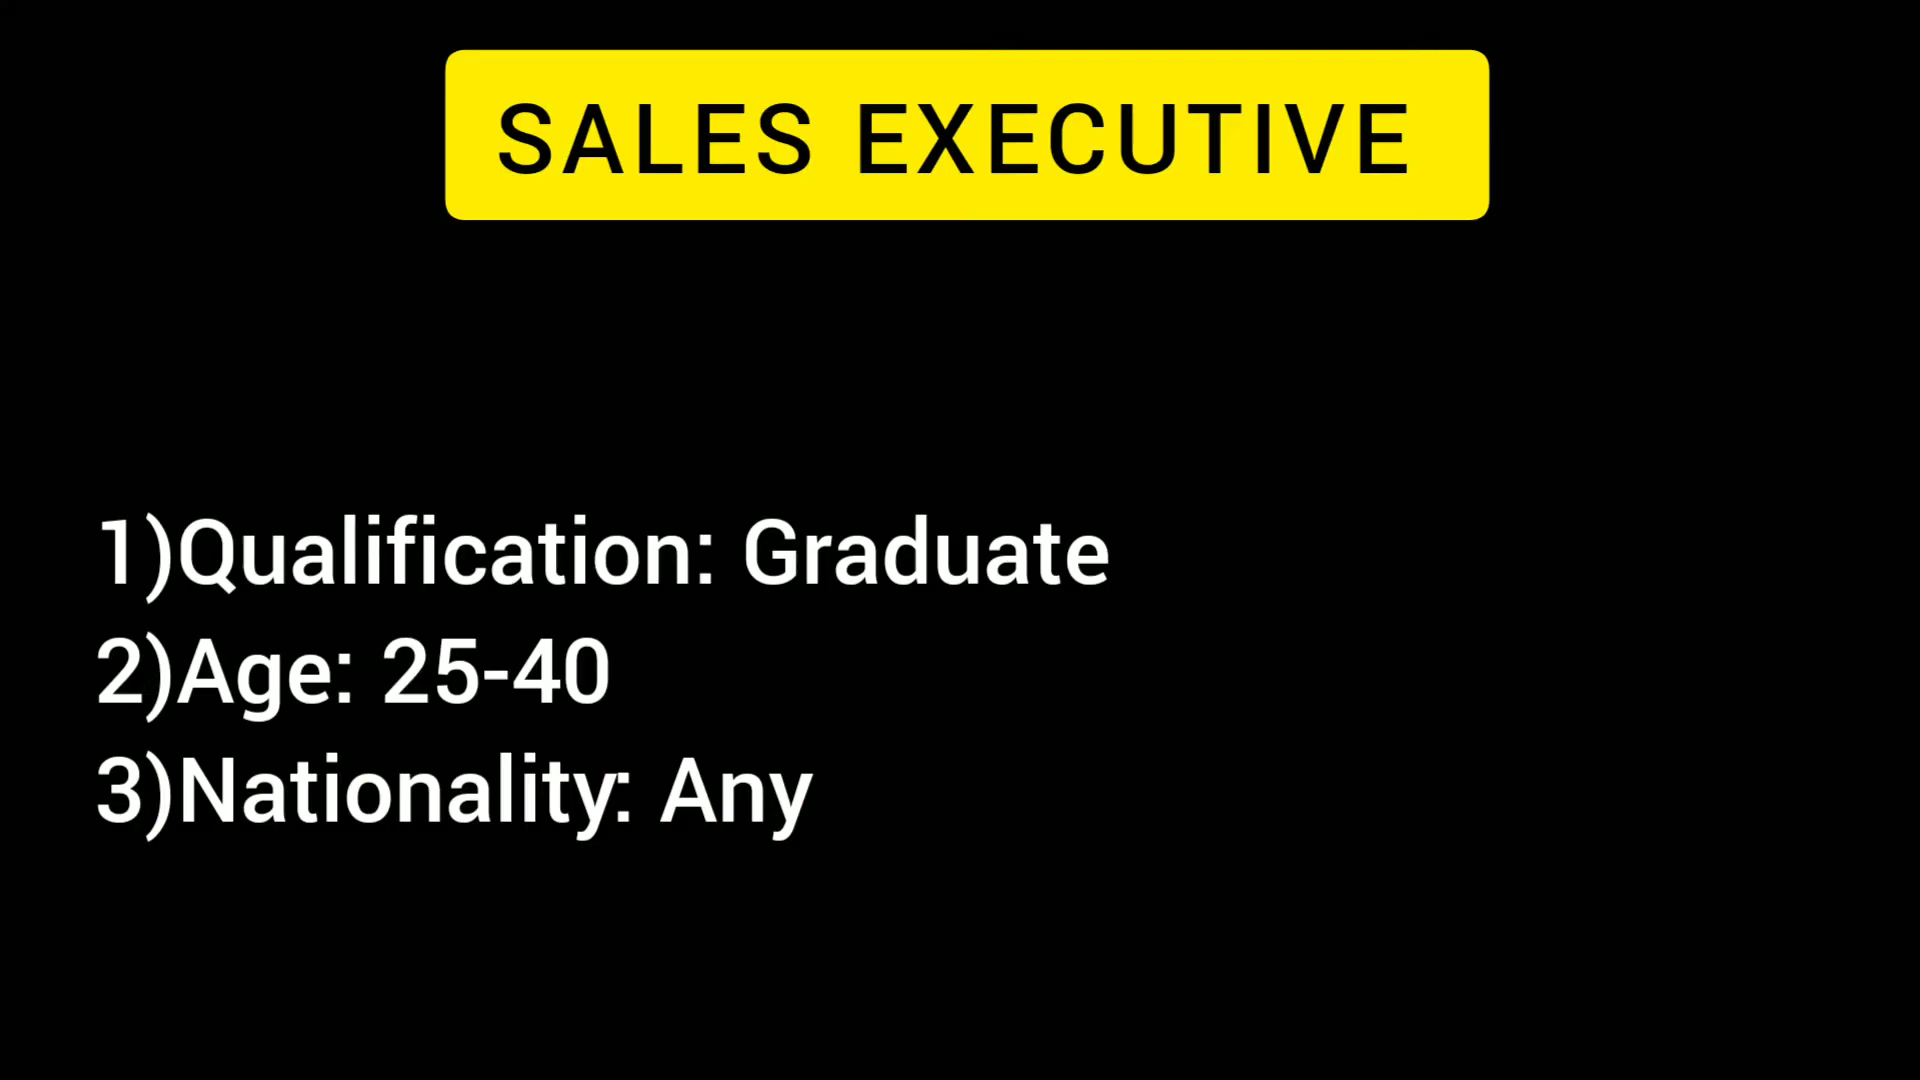 SALES EXECUTIVE
1)Qualification: Graduate
2)Age: 25-40
3)Nationality: Any